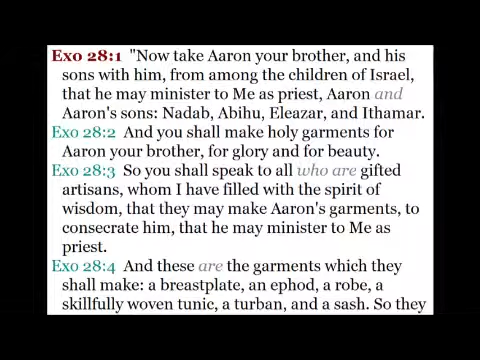 Exo 28:1 "Now take Aaron your brother, and his
sons with him, from among the children of Israel,
that he may minister to Me as priest, Aaron and
Aaron's sons: Nadab, Abihu, Eleazar, and Ithamar.
Exo 28:2 And you shall make holy garments for
Aaron your brother, for glory and for beauty.
Exo 28:3 So you shall speak to all who are gifted
artisans, whom I have filled with the spirit of
wisdom, that they may make Aaron's garments, to
consecrate him, that he may minister to Me as
priest.
Exo 28:4 And these are the garments which they
shall make: a breastplate, an ephod, a robe, a
skillfully woven tunic, a turban, and a sash. So they